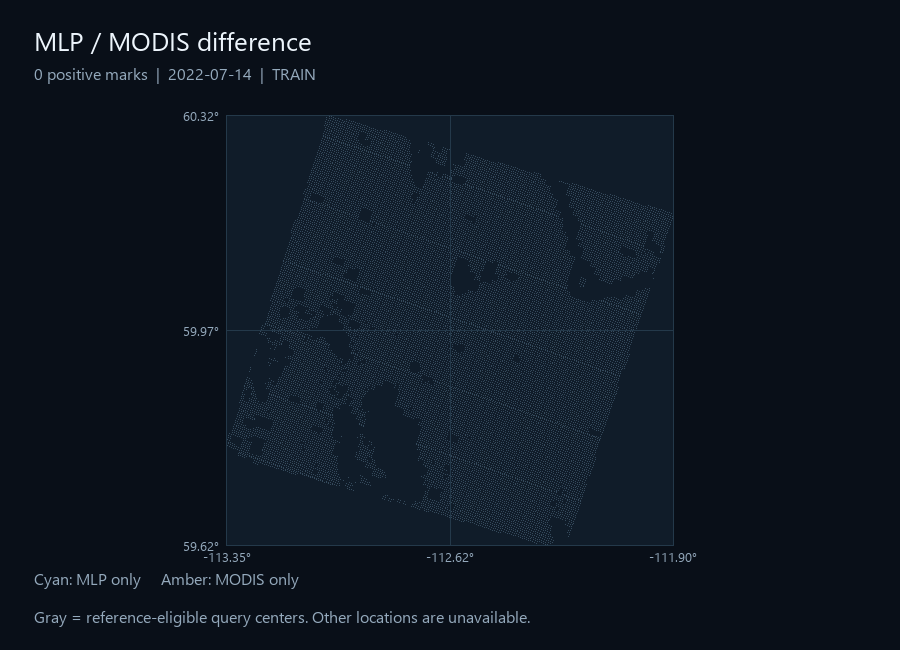 MLP / MODIS difference
0 positive marks | 2022-07-14 | TRAIN
60.32°
59.97°
59.62°
-113.35° -112.62° -111.90°
Cyan: MLP only Amber: MODIS only
Gray = reference-eligible query centers. Other locations are unavailable.